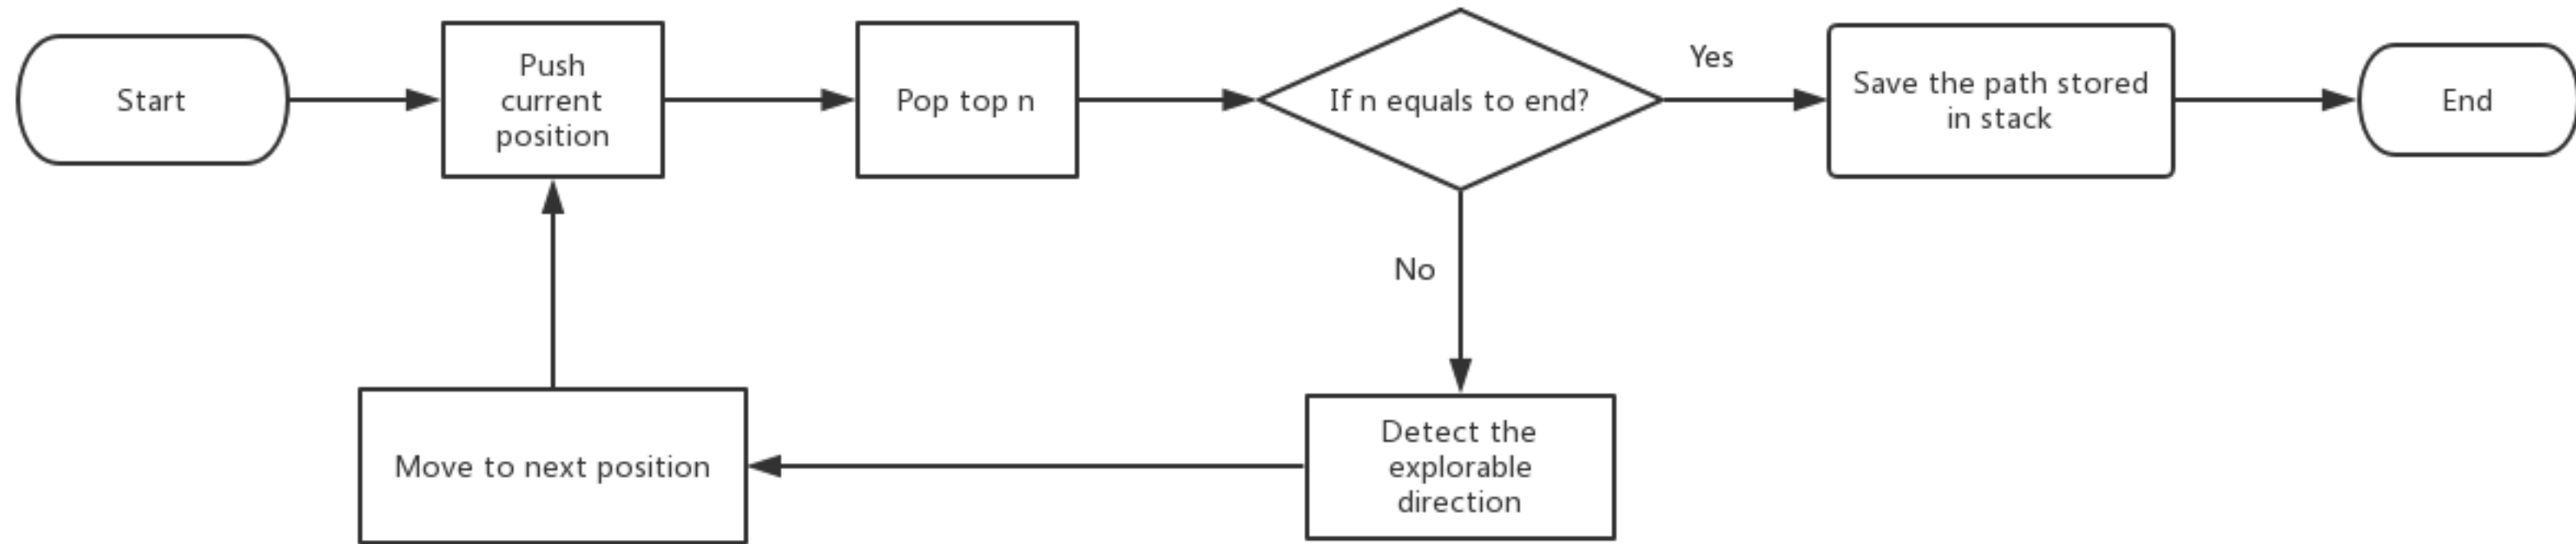 Start
Push
current
position
Pop top n
If n equals to end?
Yes
Save the path stored
in stack
End
No
Move to next position
Detect the
explorable
direction